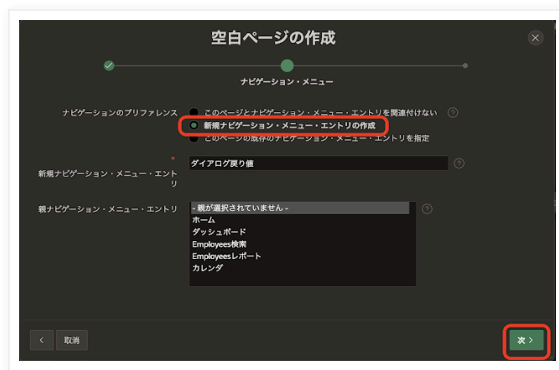 空白ページの作成
ナビゲーション・メニュー
ナビゲーションのプリファレンス
このページとナビゲーション・メニュー・エントリを関連付けない
新規ナビゲーション・メニュー・エントリの作成
このページの既存のナビゲーション・メニュー・エントリを指定
新規ナビゲーション・メニュー・エント
リ
ダイアログ戻り値
親ナビゲーション・メニュー・エントリ
- 親が選択されていません -
ホーム
ダッシュボード
Employees検索
Employeesレポート
カレンダ
取消
次